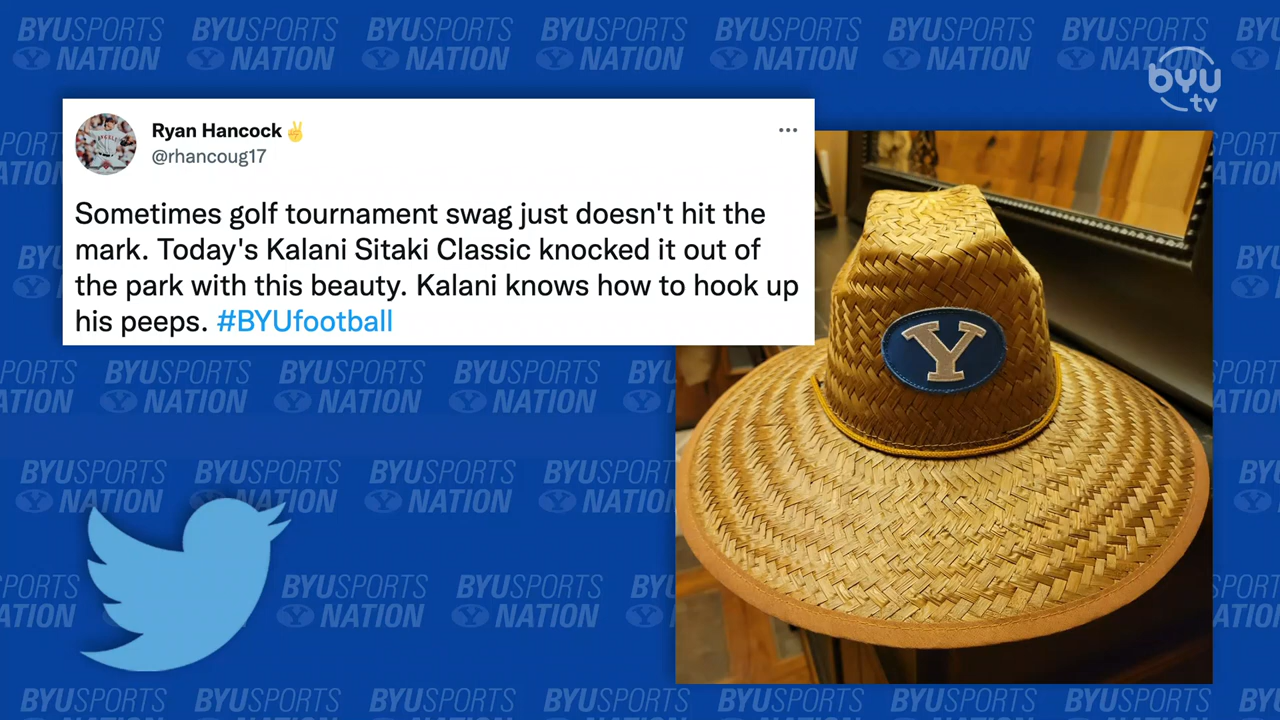 BYUSPORTS NATION
byu
tv
Ryan Hancock✌️
@rhancoug17
Sometimes golf tournament swag just doesn't hit the
mark. Today's Kalani Sitaki Classic knocked it out of
the park with this beauty. Kalani knows how to hook up
his peeps. #BYUfootball
Y